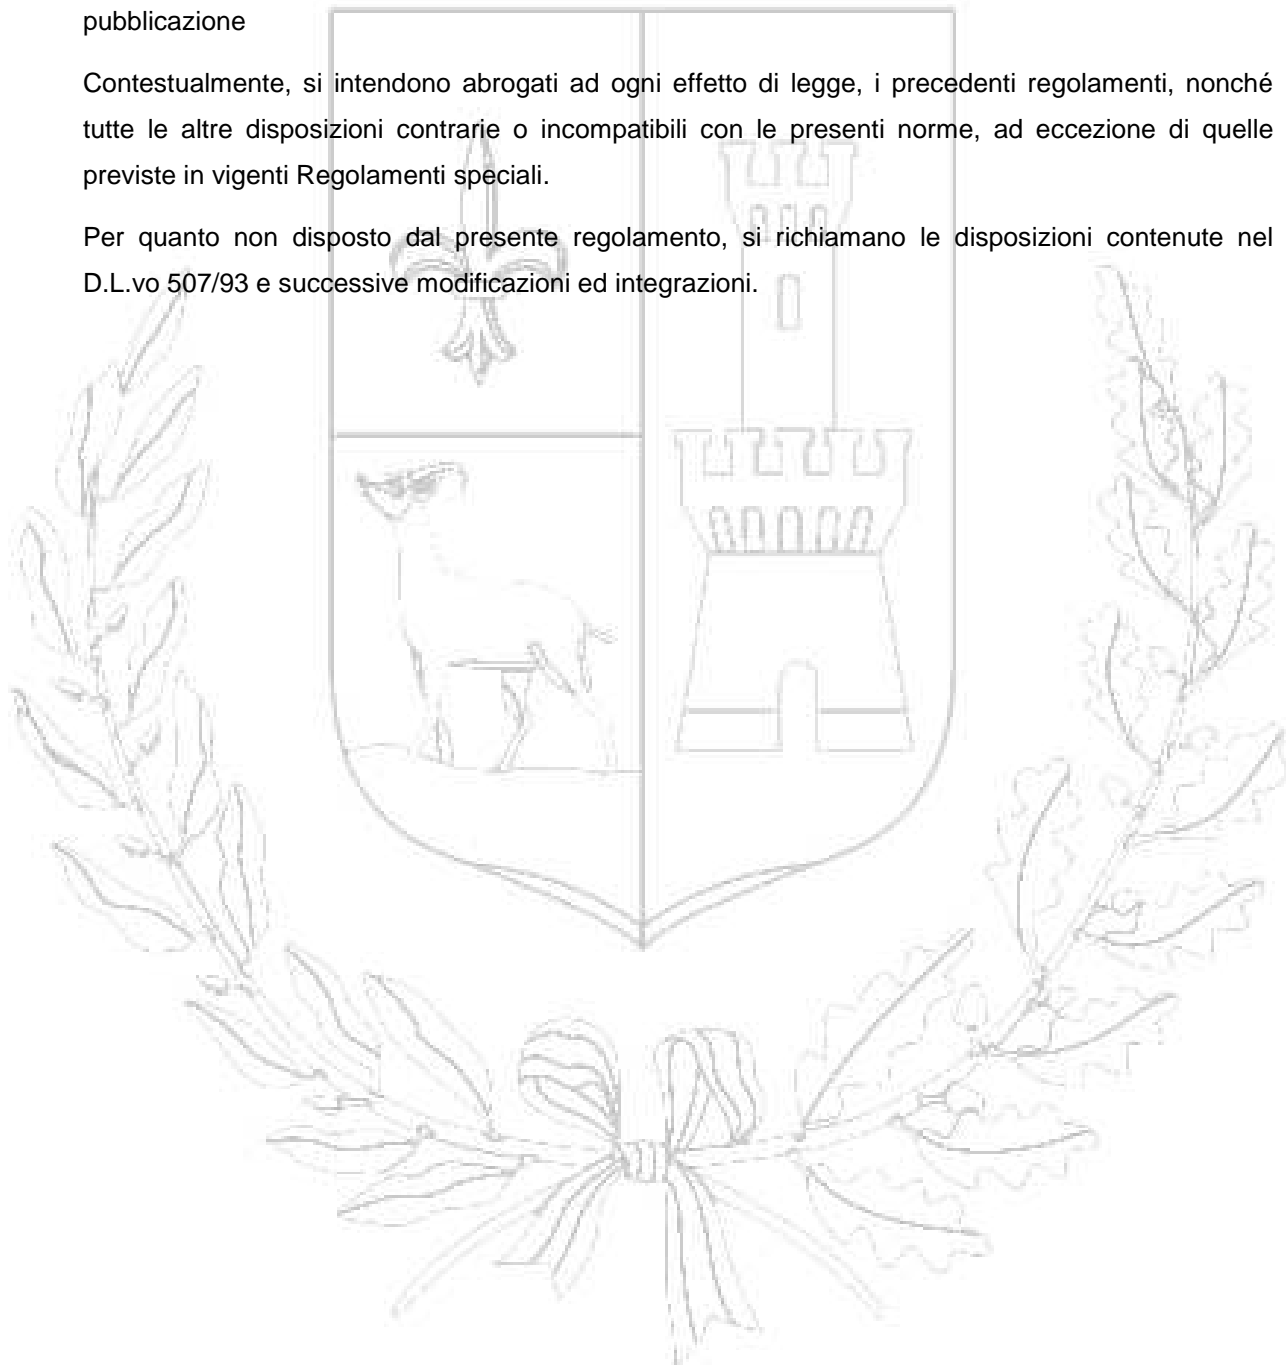 pubblicazione
Contestualmente, si intendono abrogati ad ogni effetto di legge, i precedenti regolamenti, nonché
tutte le altre disposizioni contrarie o incompatibili con le presenti norme, ad eccezione di quelle
previste in vigenti Regolamenti speciali.
Per quanto non disposto dal presente regolamento, si richiamano le disposizioni contenute nel
D.L.vo 507/93 e successive modificazioni ed integrazioni.